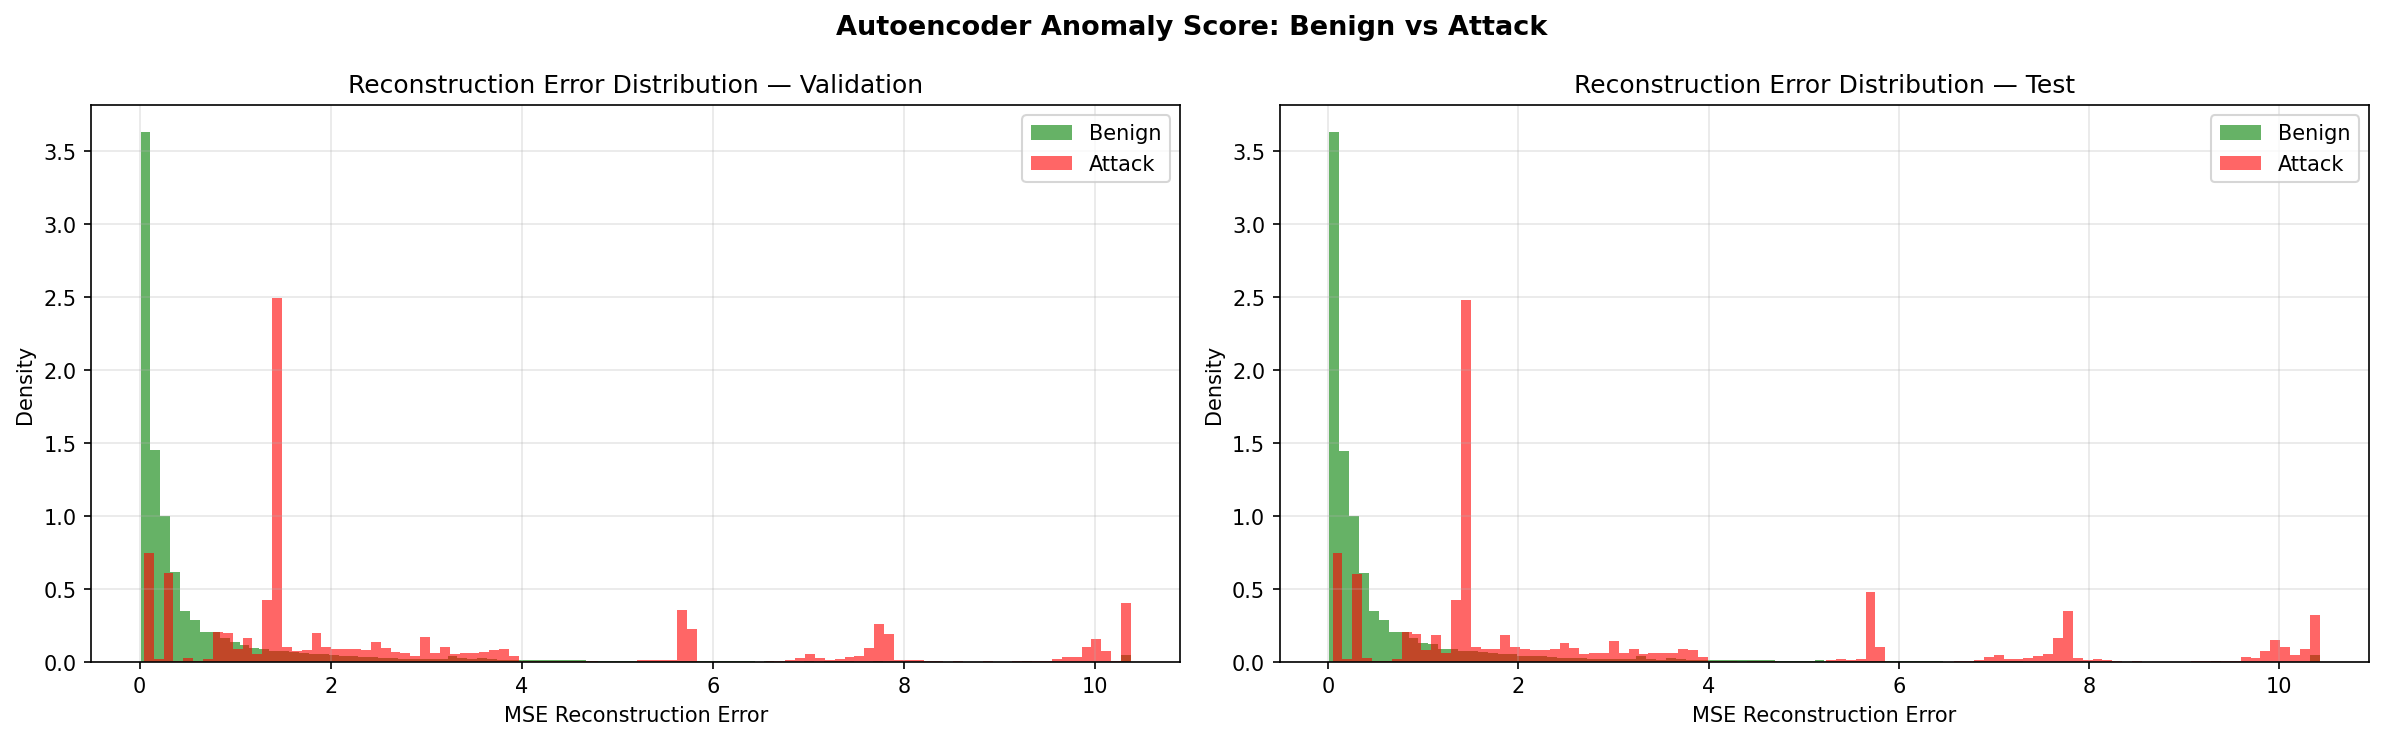 Autoencoder Anomaly Score: Benign vs Attack
Reconstruction Error Distribution — Validation
Benign
Attack
3.5
3.0
2.5
2.0
1.5
1.0
0.5
0.0
Density
0 2 4 6 8 10
MSE Reconstruction Error
Reconstruction Error Distribution — Test
Benign
Attack
3.5
3.0
2.5
2.0
1.5
1.0
0.5
0.0
Density
0 2 4 6 8 10
MSE Reconstruction Error